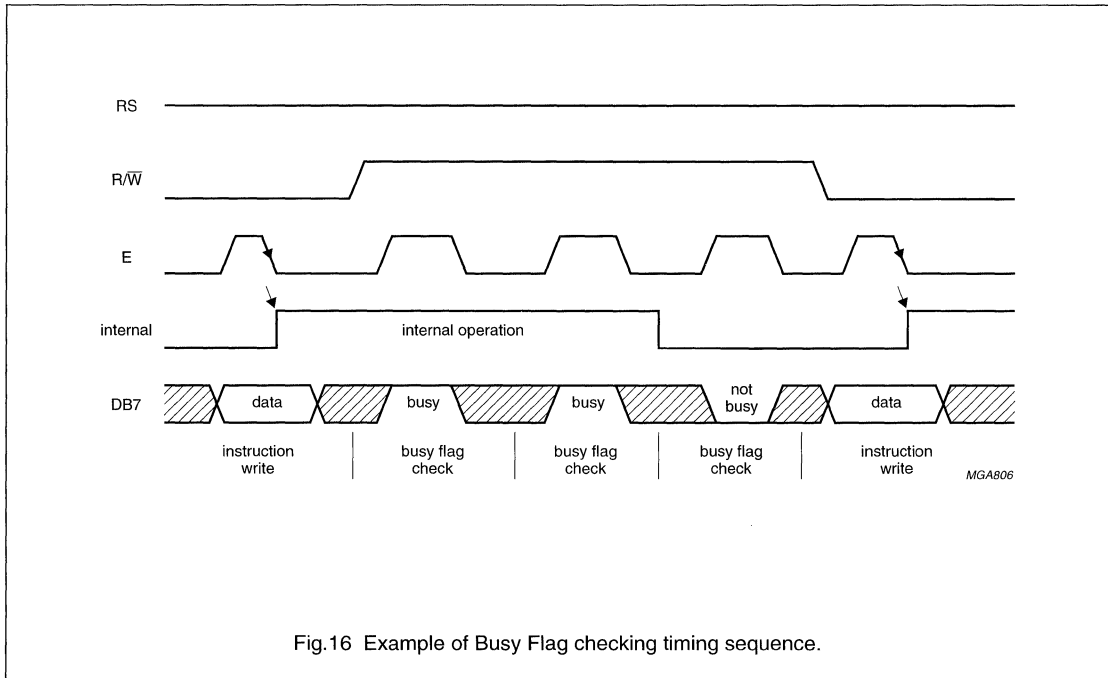 RS
R/W̅
E
internal
internal operation
DB7
data
busy
busy
not
busy
data
instruction
write
busy flag
check
busy flag
check
busy flag
check
instruction
write
MGA806
Fig.16 Example of Busy Flag checking timing sequence.